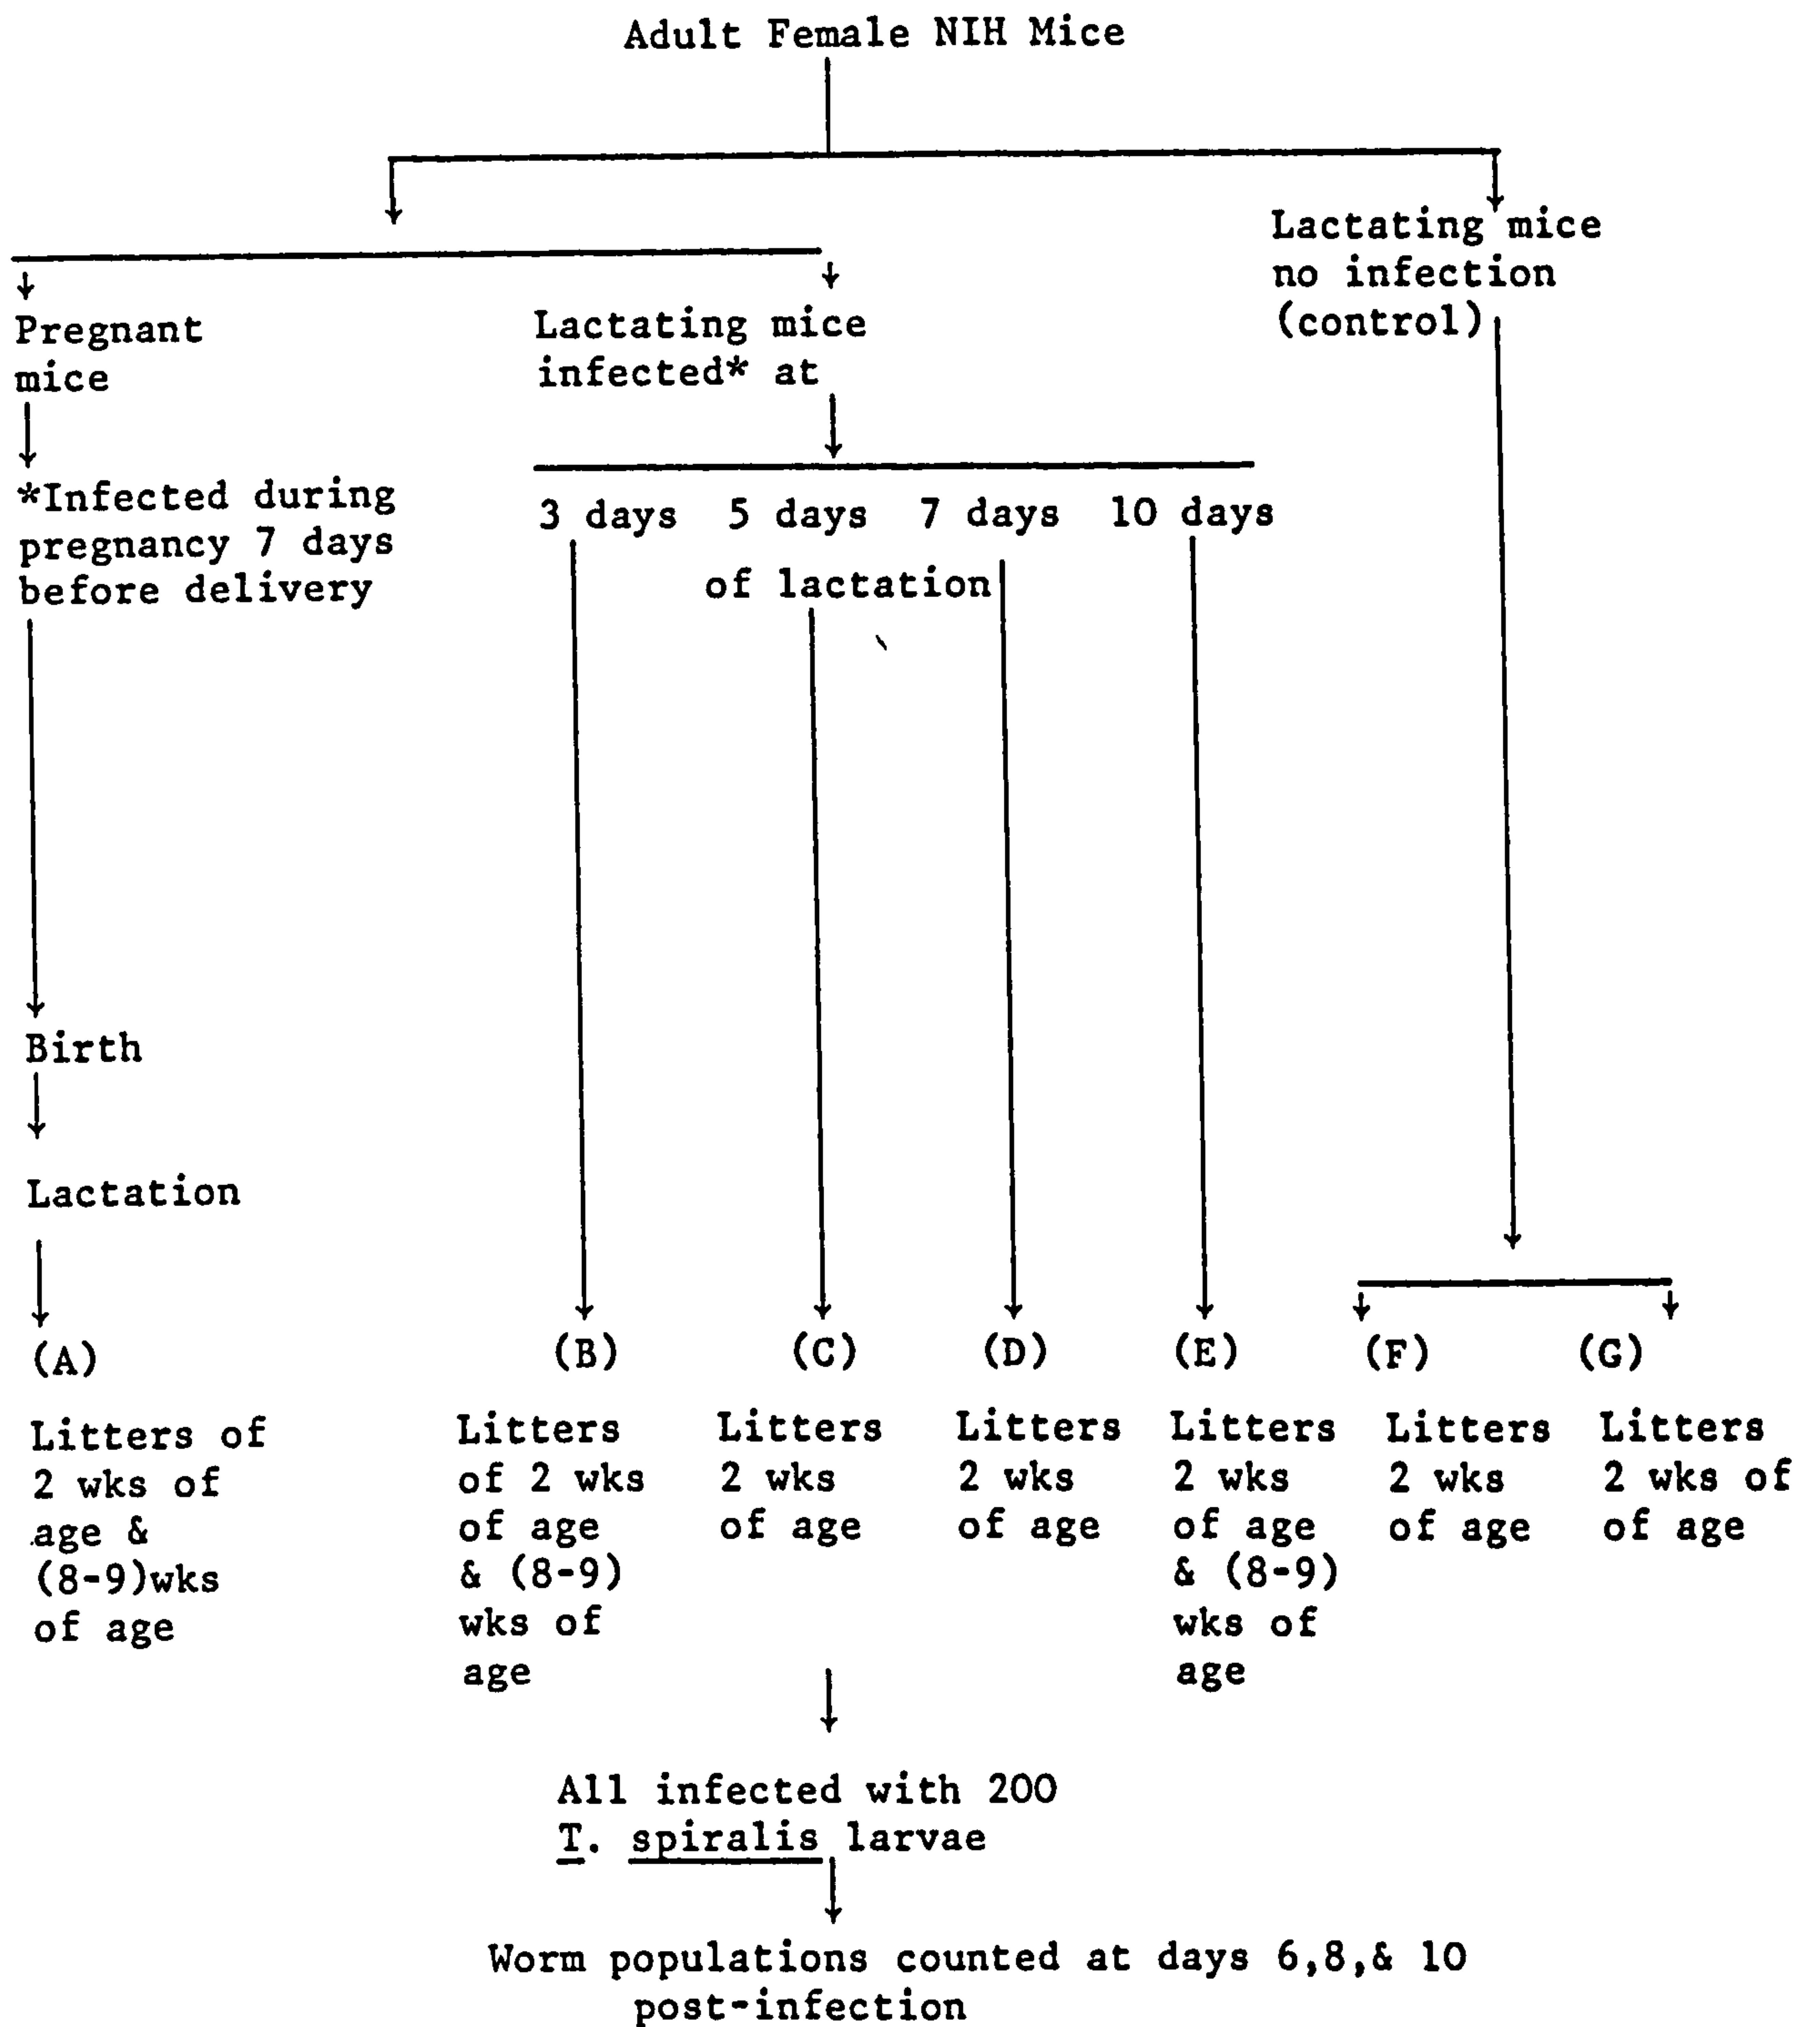 Adult Female NIH Mice
Lactating mice
no infection
(control)
Pregnant
mice
Lactating mice
infected* at
*Infected during
pregnancy 7 days
before delivery
3 days 5 days 7 days 10 days
of lactation
Birth
Lactation
(A)
(B)
(C)
(D)
(E)
(F)
(G)
Litters of
2 wks of
age &
(8-9)wks
of age
Litters
of 2 wks
of age
& (8-9)
wks of
age
Litters
2 wks
of age
Litters
2 wks
of age
Litters
2 wks
of age
& (8-9)
wks of
age
Litters
2 wks
of age
Litters
2 wks of
of age
All infected with 200
T. spiralis larvae
Worm populations counted at days 6,8,& 10
post-infection